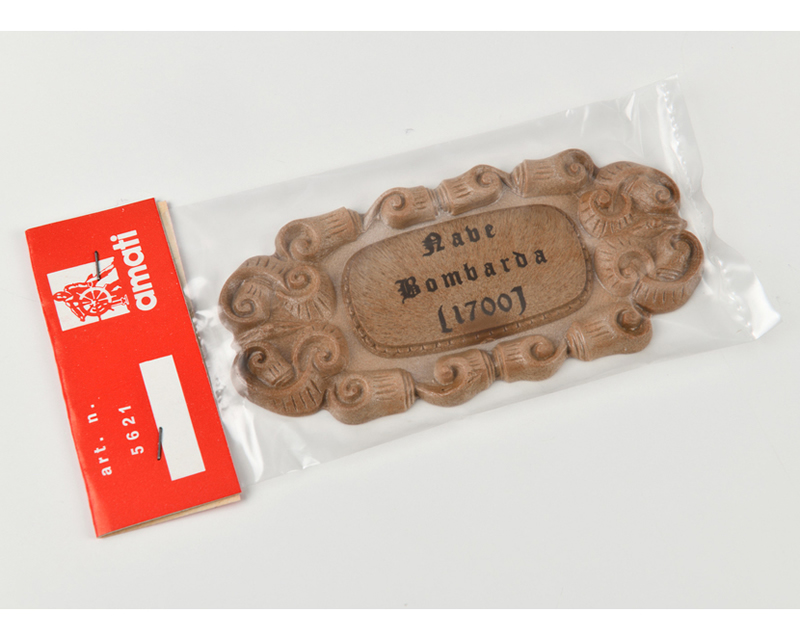 amati
art. n.
5621
Nave
Bombarda
[1700]